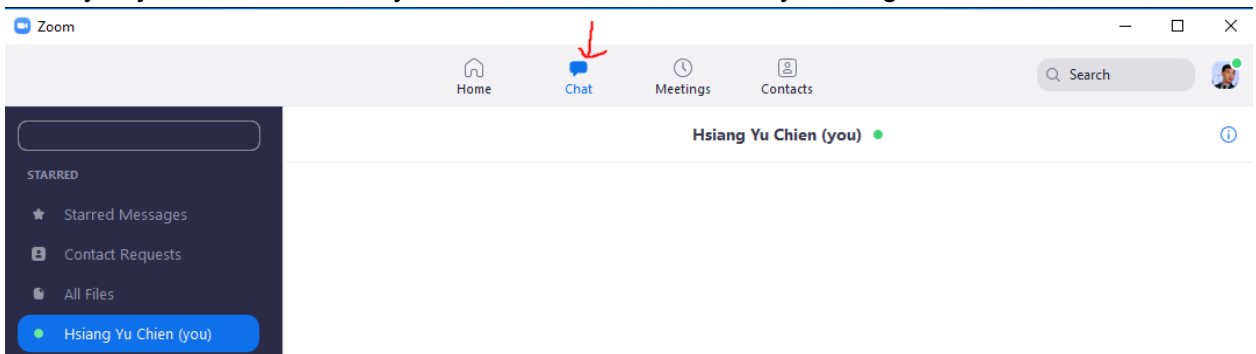 Zoom
Home Chat Meetings Contacts
Search
Hsiang Yu Chien (you)
STARRED
Starred Messages
Contact Requests
All Files
Hsiang Yu Chien (you)